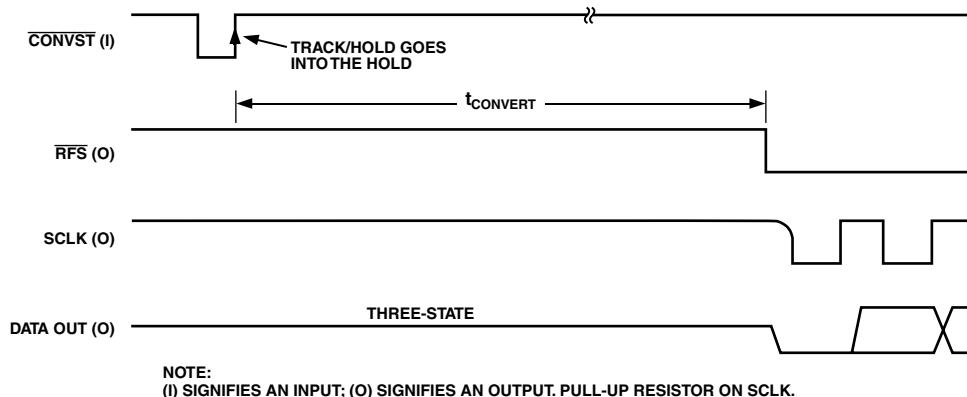 CONVST (I)
TRACK/HOLD GOES
INTO THE HOLD
tCONVERT
RFS (O)
SCLK (O)
THREE-STATE
DATA OUT (O)
NOTE:
(I) SIGNIFIES AN INPUT; (O) SIGNIFIES AN OUTPUT. PULL-UP RESISTOR ON SCLK.